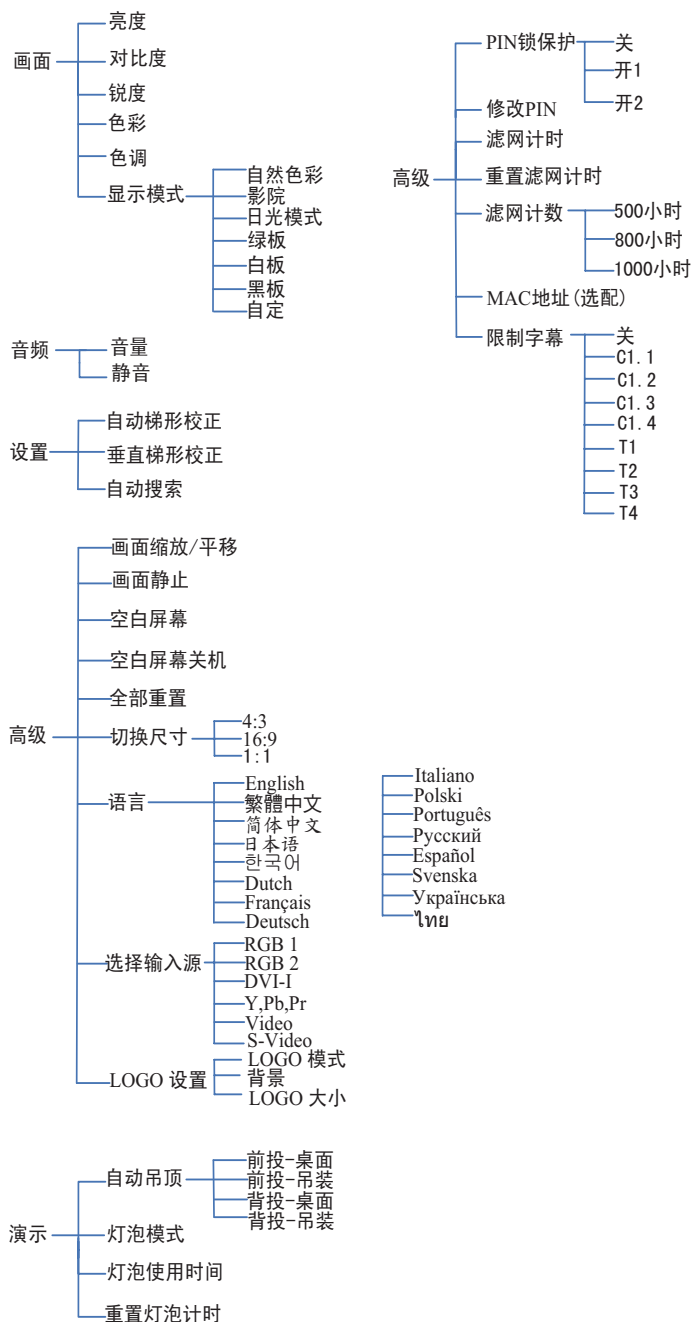 画面
亮度
对比度
锐度
色彩
色调
显示模式
自然色彩
影院
日光模式
绿板
白板
黑板
自定
音频
音量
静音
设置
自动梯形校正
垂直梯形校正
自动搜索
高级
画面缩放/平移
画面静止
空白屏幕
空白屏幕关机
全部重置
切换尺寸
4:3
16:9
1:1
语言
English
繁體中文
简体中文
日本语
한국어
Dutch
Français
Deutsch
Italiano
Polski
Português
Русский
Español
Svenska
Українська
ไทย
选择输入源
RGB 1
RGB 2
DVI-I
Y,Pb,Pr
Video
S-Video
LOGO 设置
LOGO 模式
背景
LOGO 大小
演示
自动吊顶
前投-桌面
前投-吊装
背投-桌面
背投-吊装
灯泡模式
灯泡使用时间
重置灯泡计时
高级
PIN锁保护
关
开1
开2
修改PIN
滤网计时
重置滤网计时
滤网计数
500小时
800小时
1000小时
MAC地址(选配)
限制字幕
关
C1.1
C1.2
C1.3
C1.4
T1
T2
T3
T4